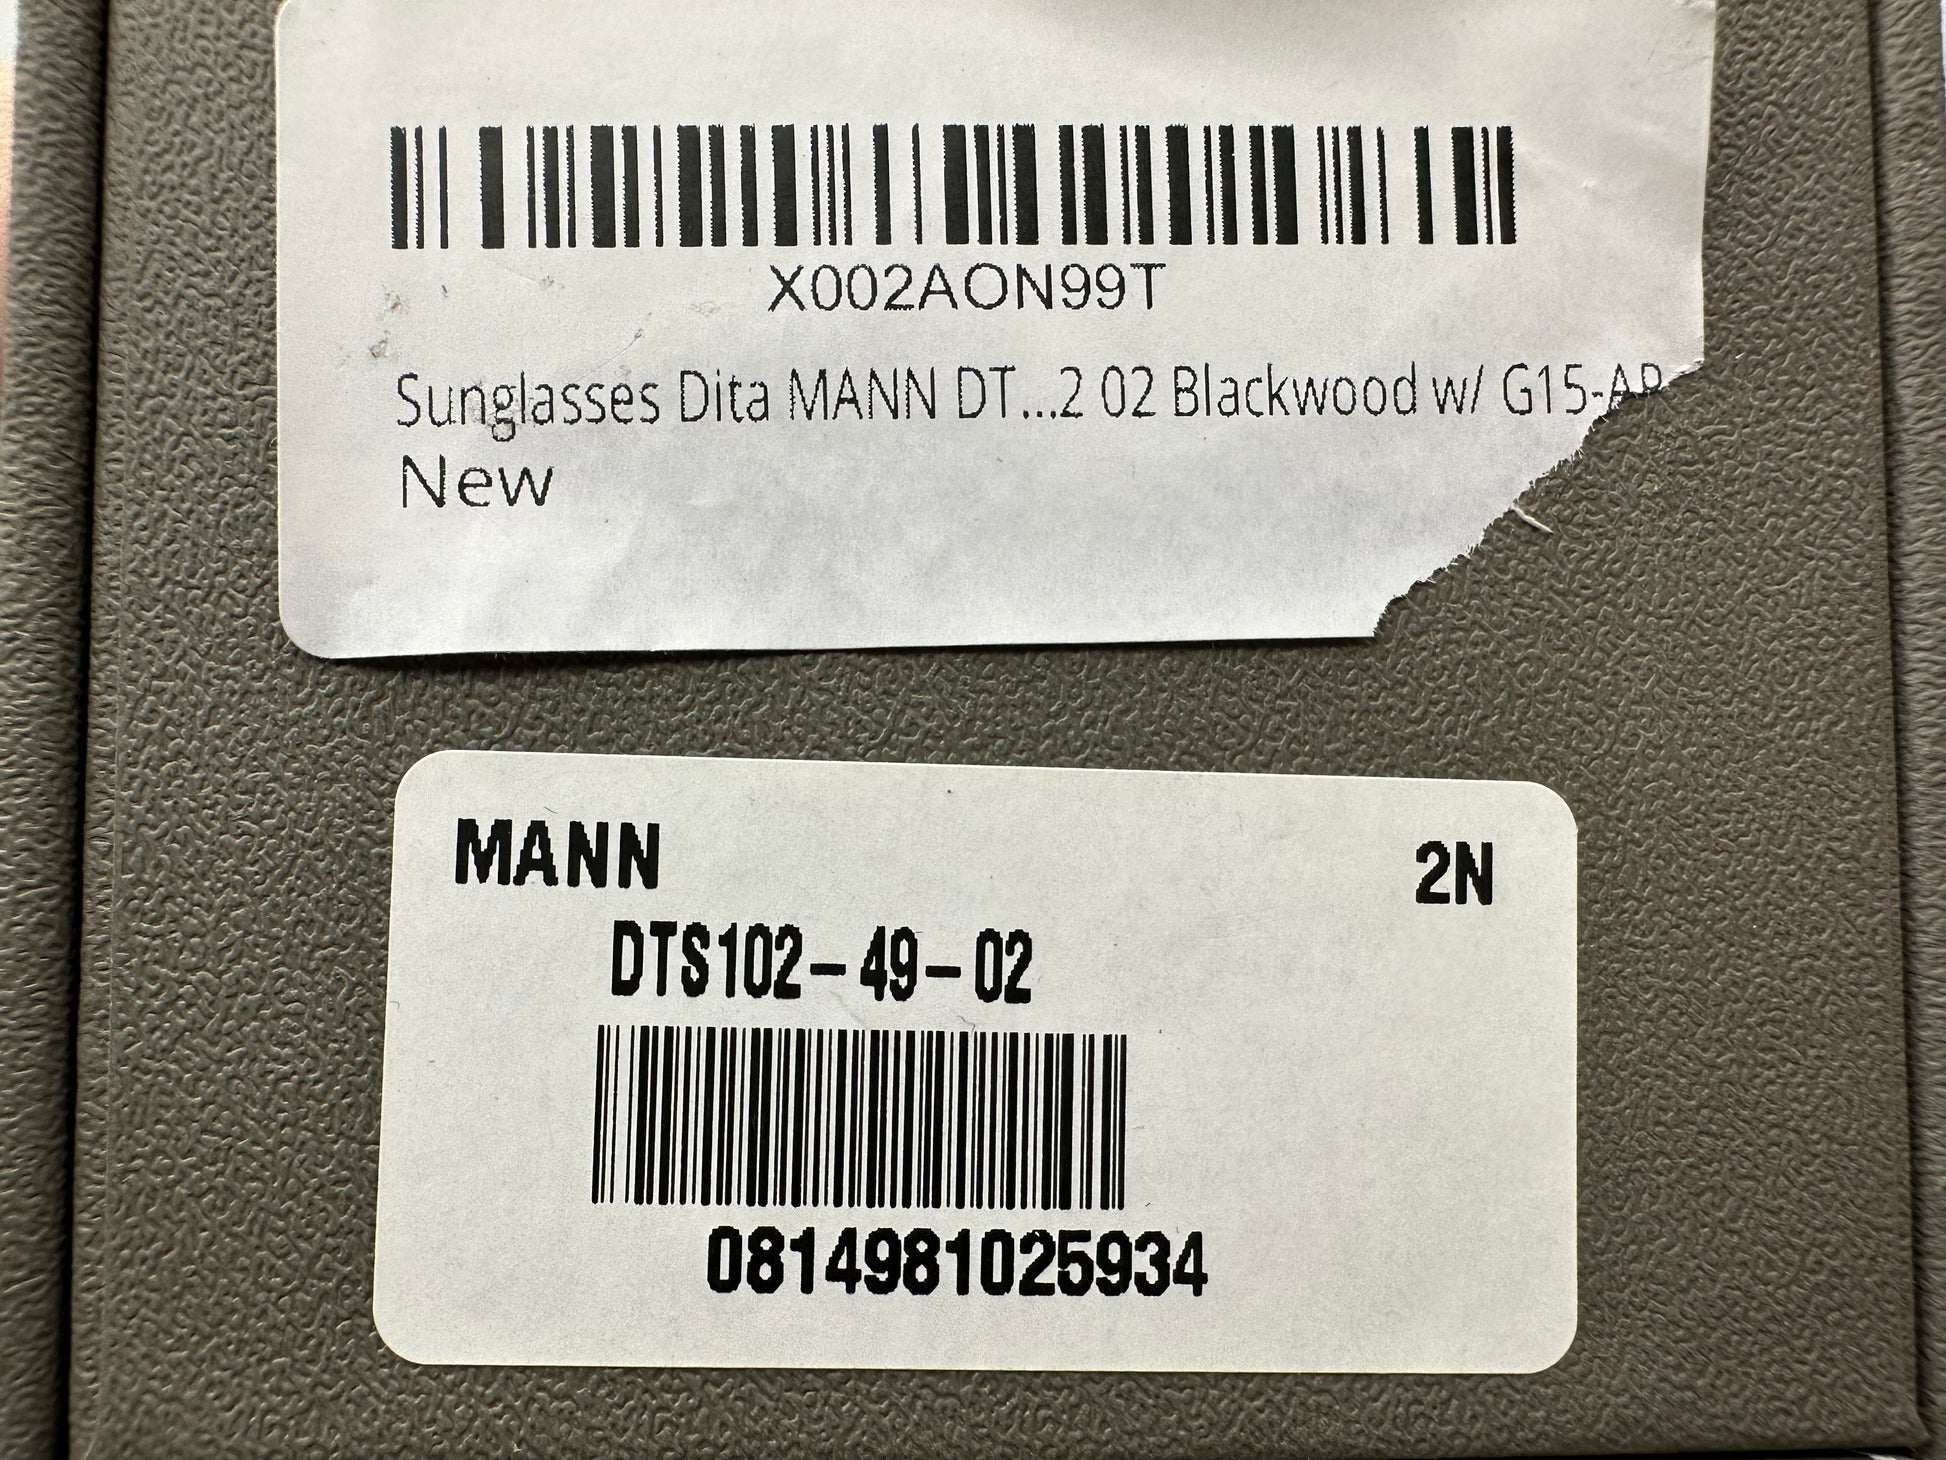 X002AON99T
Sunglasses Dita MANN DT...2 02 Blackwood w/ G15-AR
New
MANN 2N
DTS102-49-02
0814981025934